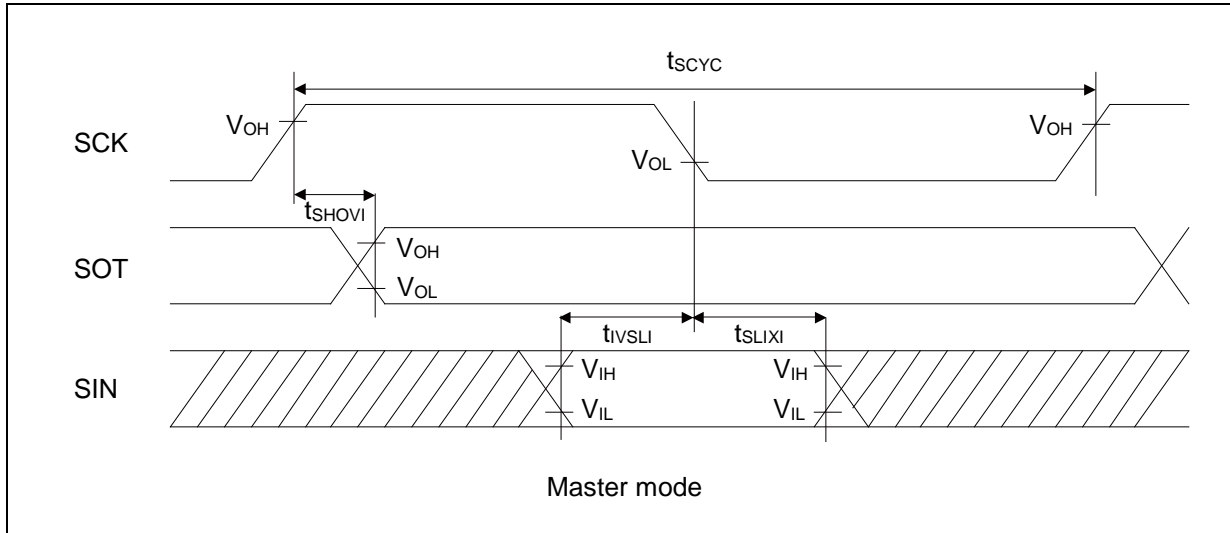 tSCYC
SCK
VOH
VOL
VOH
tSHOVI
SOT
VOH
VOL
tIVSLI
tSLIXI
SIN
VIH
VIL
VIH
VIL
Master mode